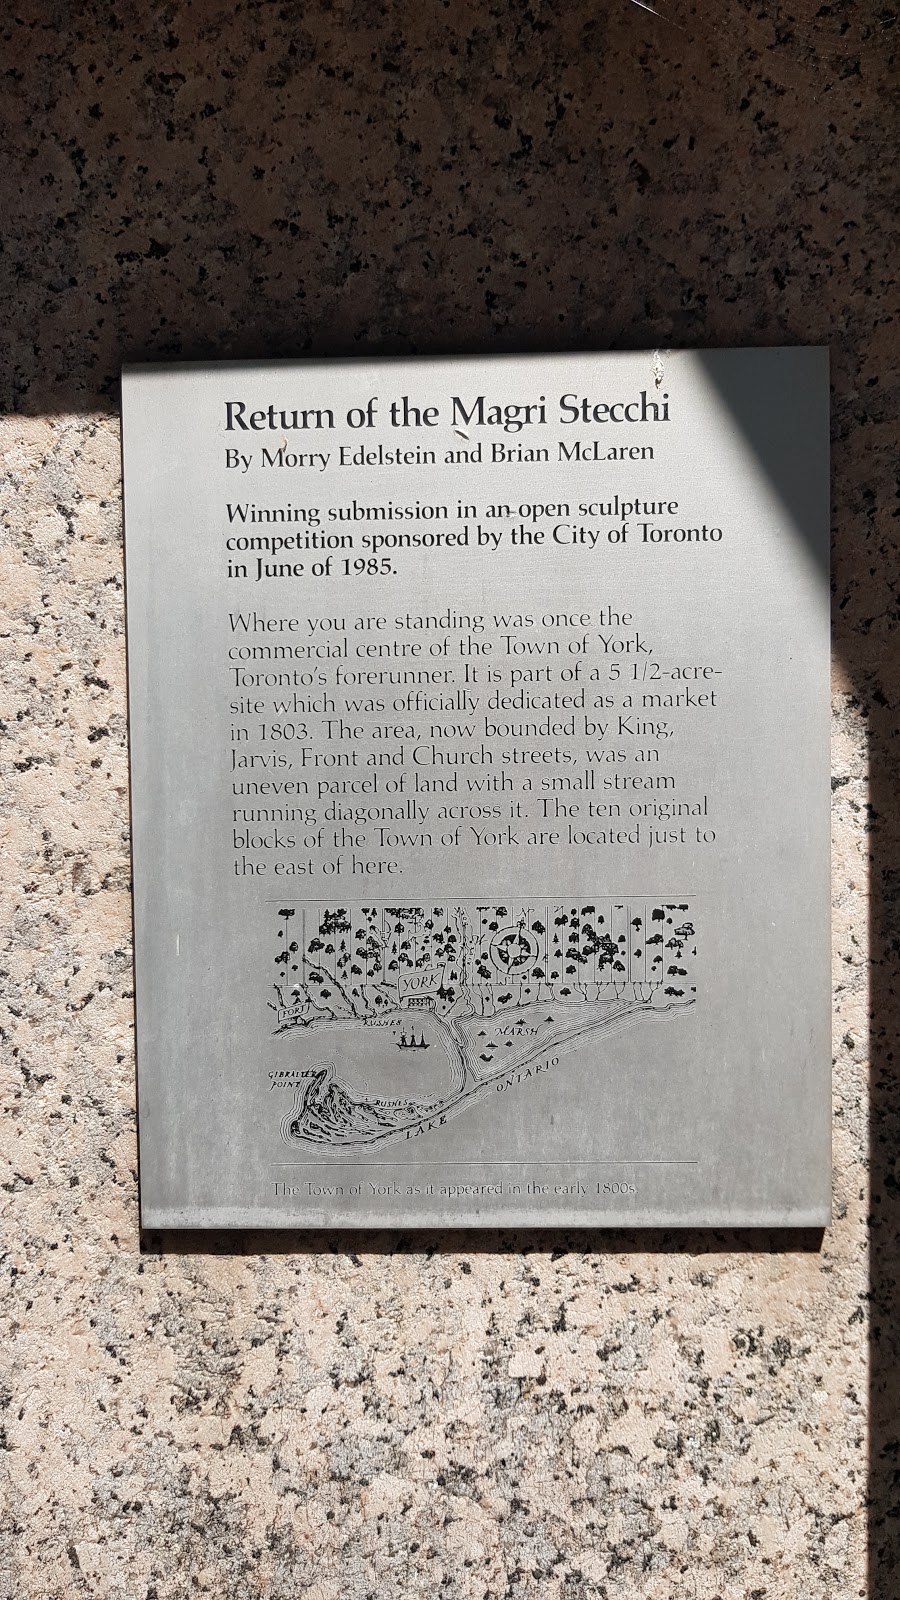 Return of the Magri Stecchi
By Morry Edelstein and Brian McLaren
Winning submission in an open sculpture
competition sponsored by the City of Toronto
in June of 1985.
Where you are standing was once the
commercial centre of the Town of York,
Toronto's forerunner. It is part of a 5 1/2-acre-
site which was officially dedicated as a market
in 1803. The area, now bounded by King,
Jarvis, Front and Church streets, was an
uneven parcel of land with a small stream
running diagonally across it. The ten original
blocks of the Town of York are located just to
the east of here.
YORK
FORT
RUSHES
MARSH
GIBRALTER
POINT
RUSHES
LAKE ONTARIO
The Town of York as it appeared in the early 1800s